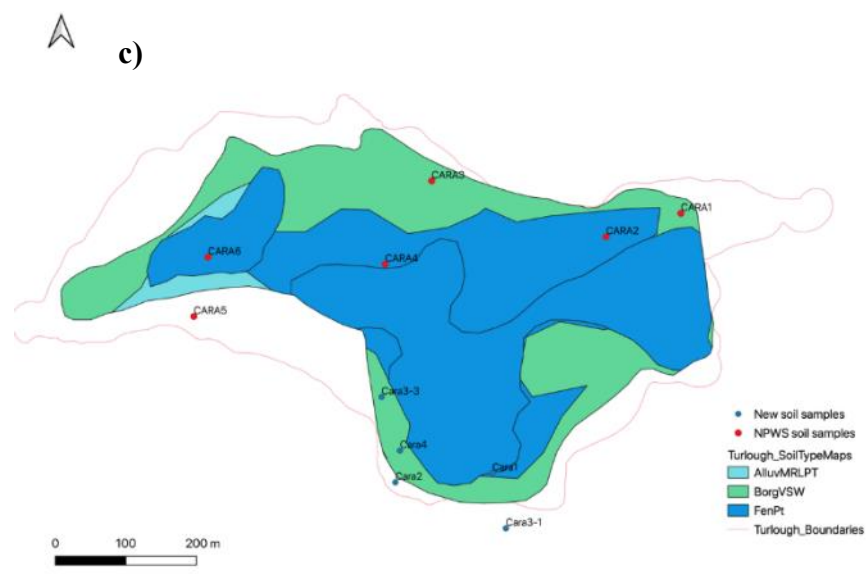 c)
CARA3
CARA1
CARA2
CARA6
CARA4
CARA5
Cara3-3
Cara4
Cara1
Cara2
Cara3-1
New soil samples
NPWS soil samples
Turlough_SoilTypeMaps
AlluvMRLPT
BorgVSW
FenPt
Turlough_Boundaries
0 100 200 m